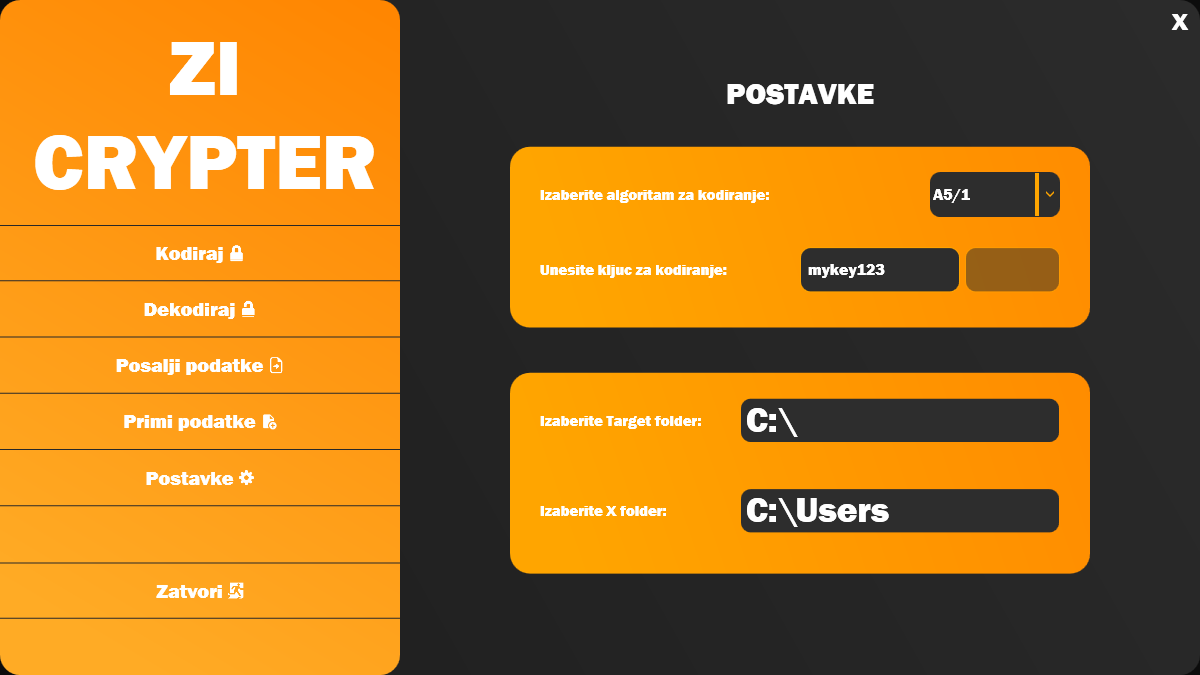 ZI
CRYPTER
Kodiraj
Dekodiraj
Posalji podatke
Primi podatke
Postavke
Zatvori
X
POSTAVKE
Izaberite algoritam za kodiranje:
A5/1
Unesite kljuc za kodiranje:
mykey123
Izaberite Target folder:
C:\
Izaberite X folder:
C:\Users